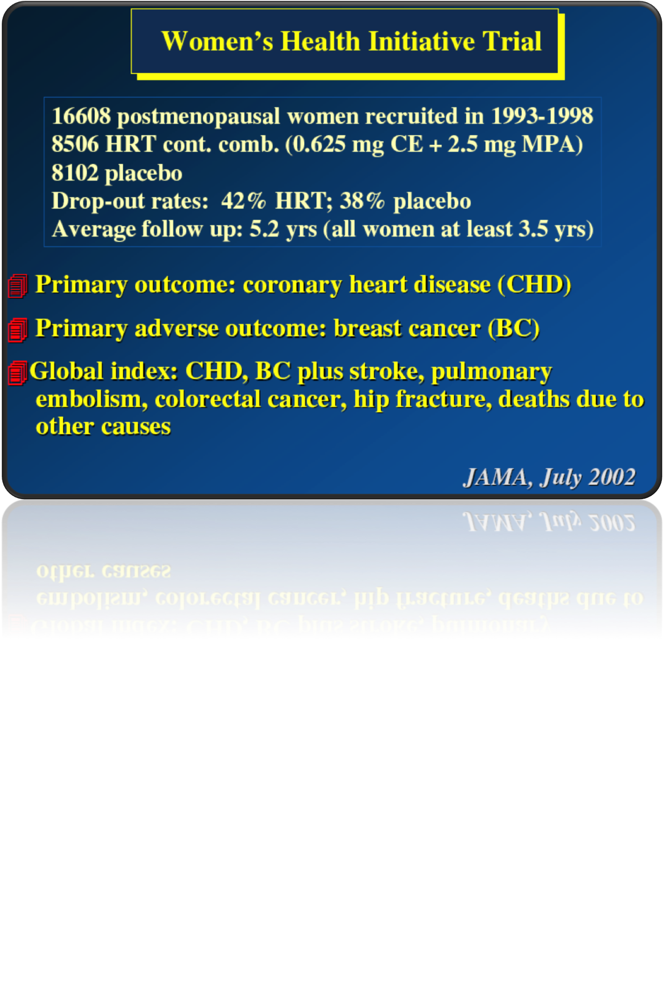 Women’s Health Initiative Trial
16608 postmenopausal women recruited in 1993-1998
8506 HRT cont. comb. (0.625 mg CE + 2.5 mg MPA)
8102 placebo
Drop-out rates:  42% HRT; 38% placebo
Average follow up: 5.2 yrs (all women at least 3.5 yrs)
Primary outcome: coronary heart disease (CHD)
Primary adverse outcome: breast cancer (BC)
Global index: CHD, BC plus stroke, pulmonary
embolism, colorectal cancer, hip fracture, deaths due to
other causes
JAMA, July 2002